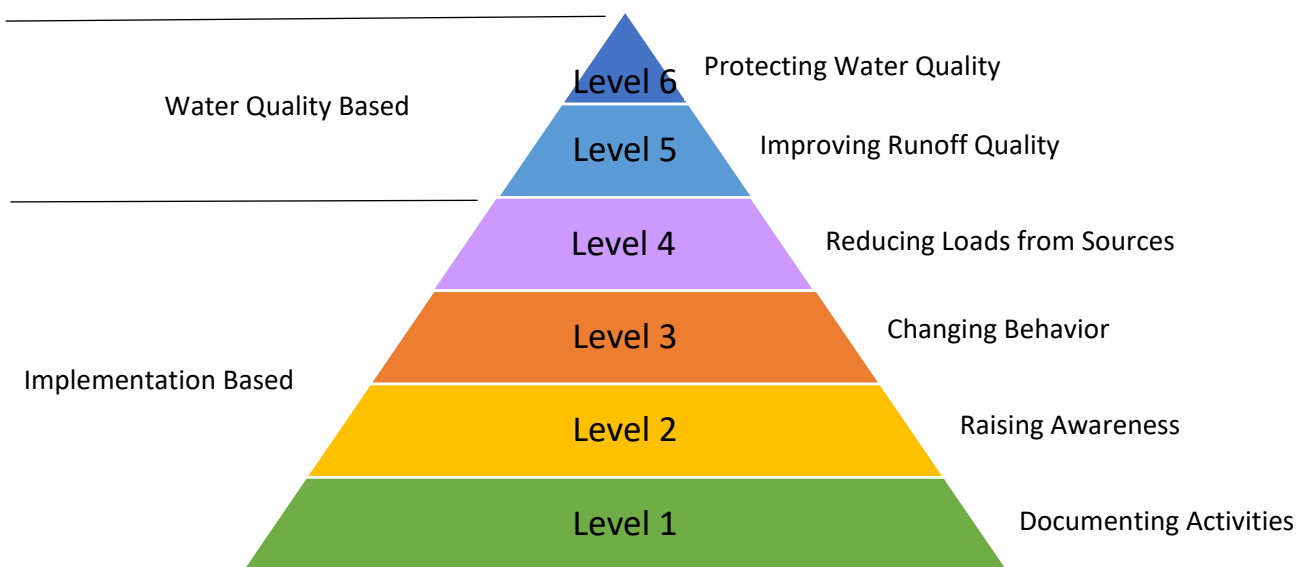 Level 6
Protecting Water Quality
Water Quality Based
Level 5
Improving Runoff Quality
Level 4
Reducing Loads from Sources
Level 3
Changing Behavior
Implementation Based
Level 2
Raising Awareness
Level 1
Documenting Activities